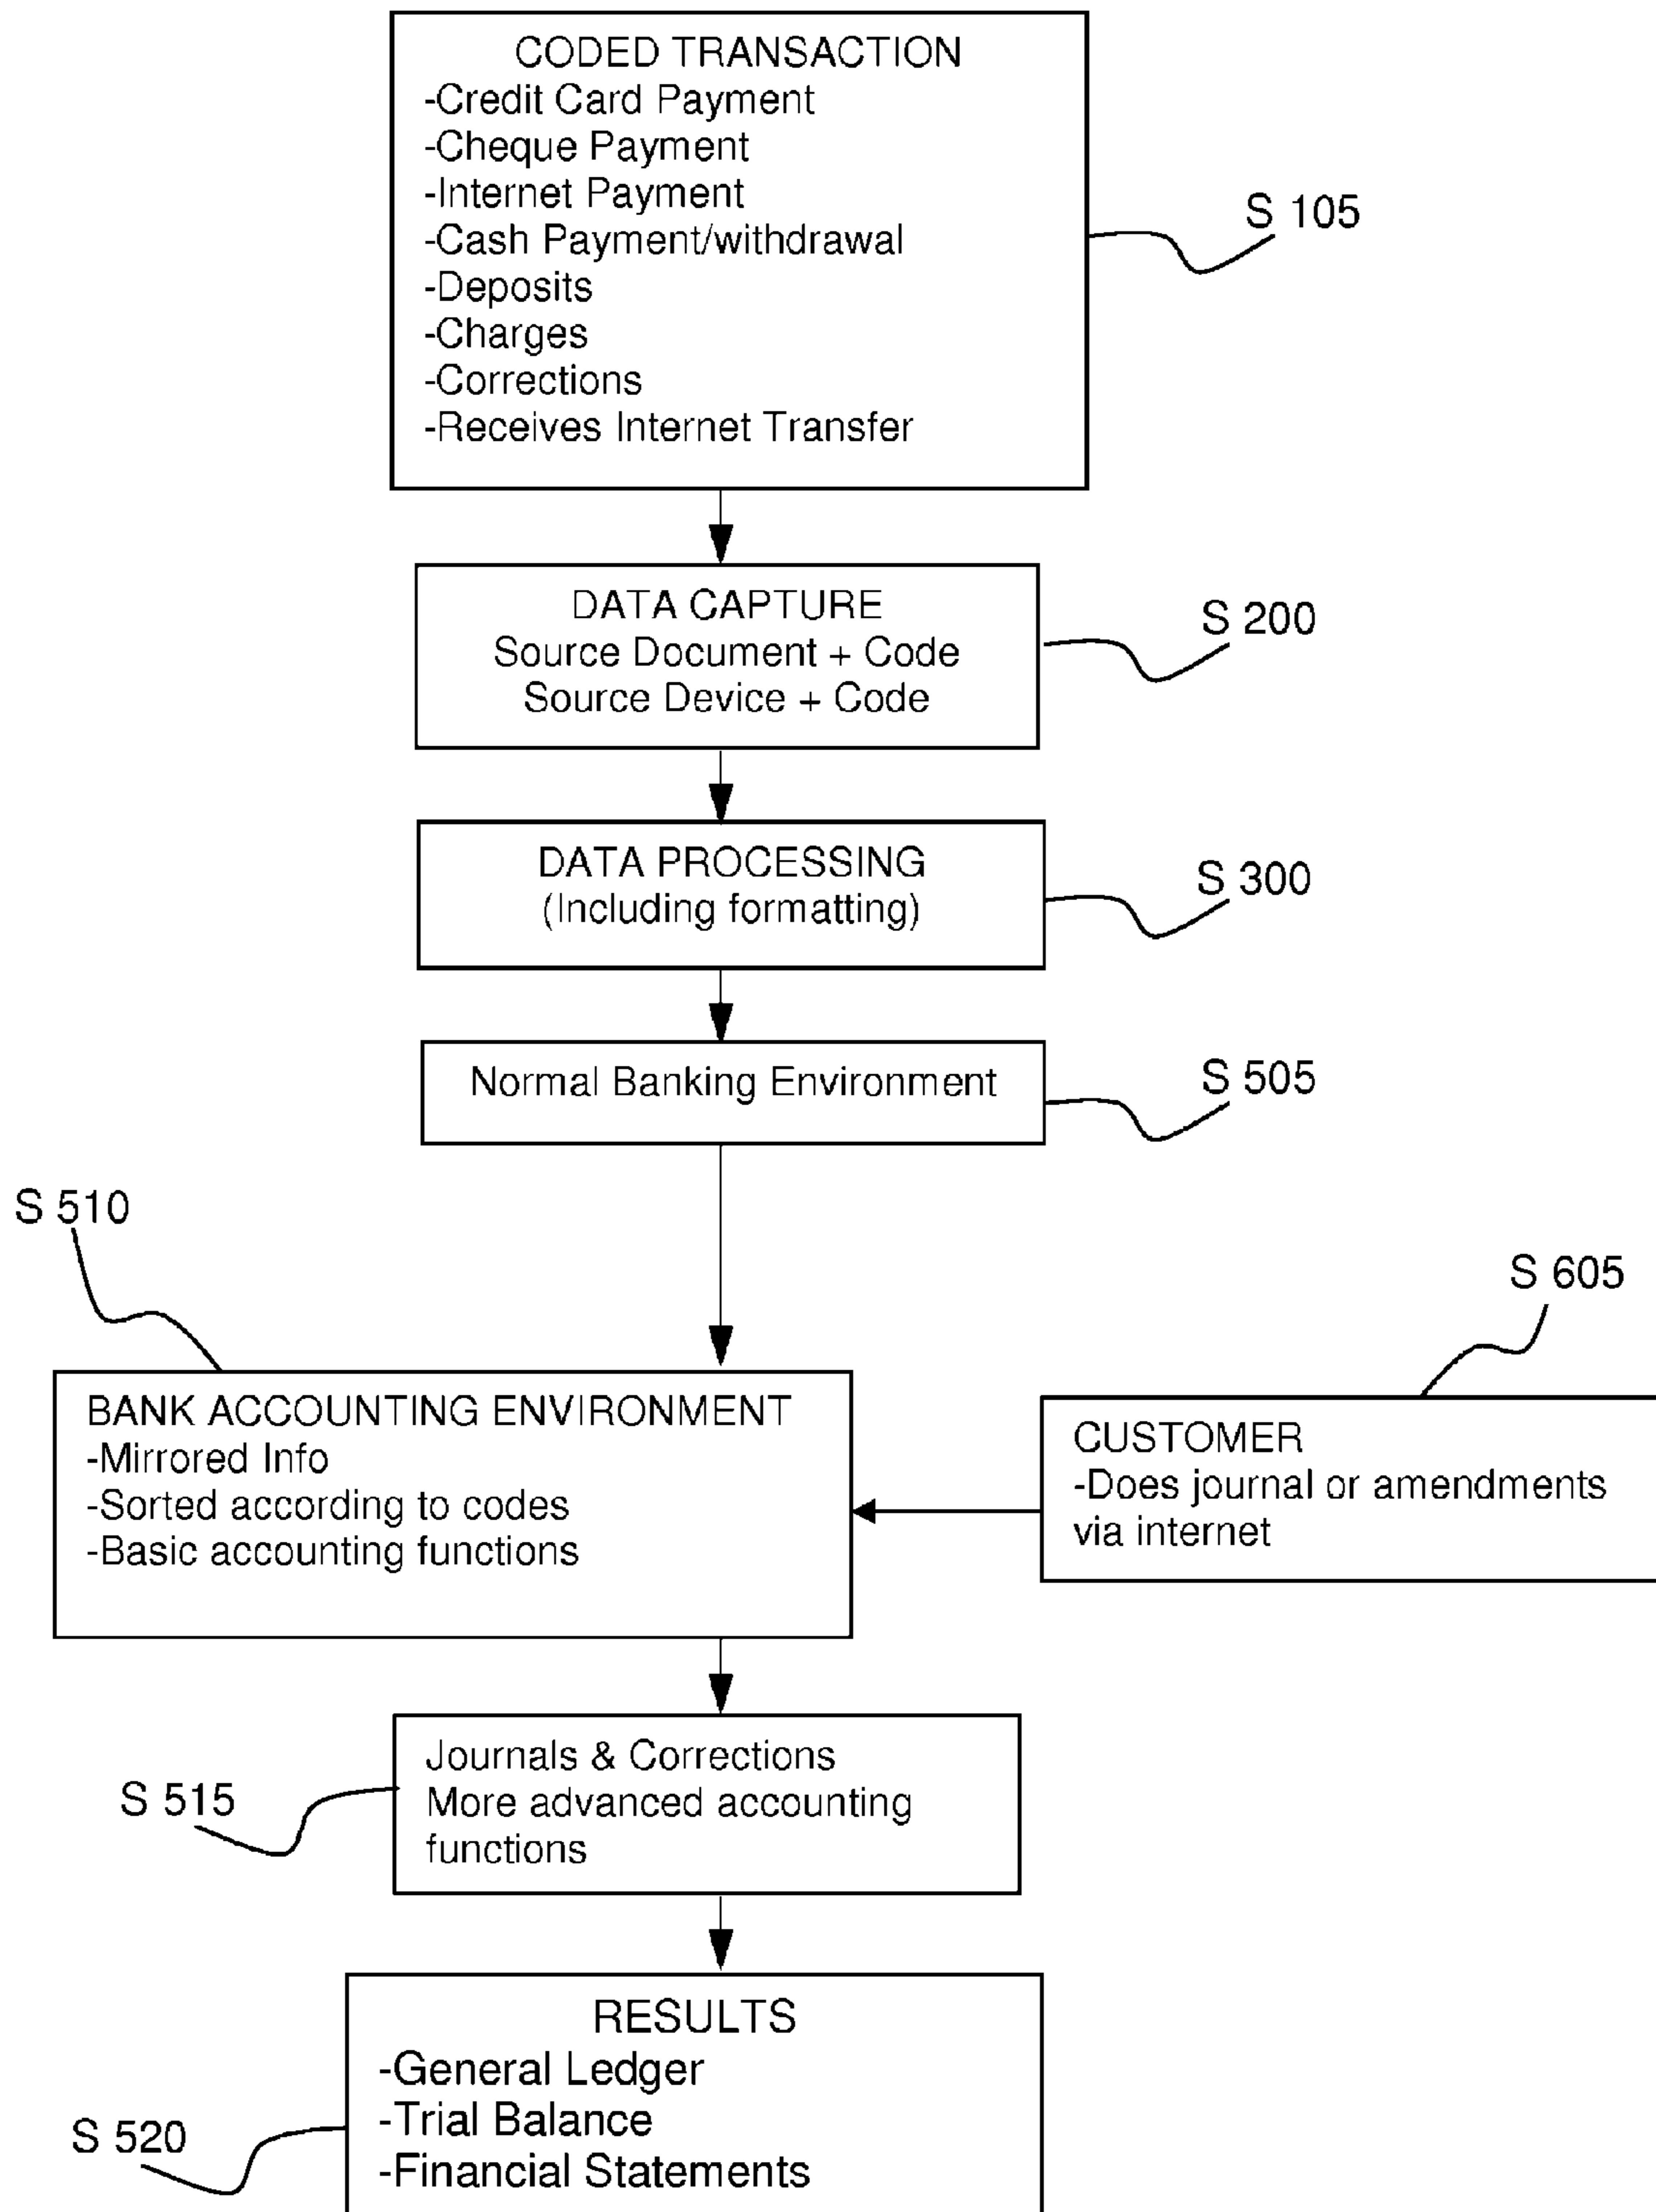 CODED TRANSACTION
-Credit Card Payment
-Cheque Payment
-Internet Payment
-Cash Payment/withdrawal
-Deposits
-Charges
-Corrections
-Receives Internet Transfer
S 105
DATA CAPTURE
Source Document + Code
Source Device + Code
S 200
DATA PROCESSING
(Including formatting)
S 300
Normal Banking Environment
S 505
S 510
BANK ACCOUNTING ENVIRONMENT
-Mirrored Info
-Sorted according to codes
-Basic accounting functions
S 605
CUSTOMER
-Does journal or amendments
via internet
Journals & Corrections
More advanced accounting
functions
S 515
RESULTS
-General Ledger
-Trial Balance
-Financial Statements
S 520